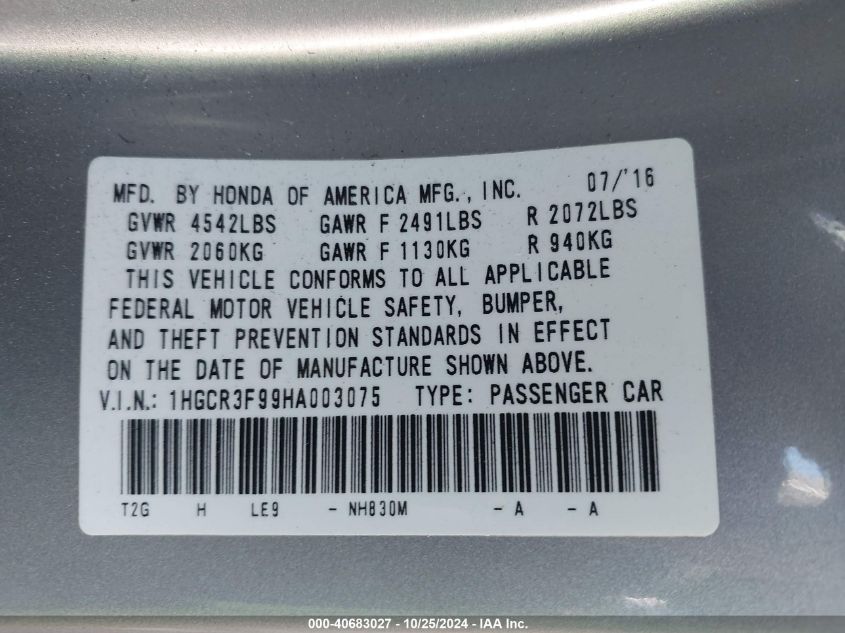 MFD. BY HONDA OF AMERICA MFG., INC. 07/'16
GVWR 4542LBS GAWR F 2491LBS R 2072LBS
GVWR 2060KG GAWR F 1130KG R 940KG
THIS VEHICLE CONFORMS TO ALL APPLICABLE
FEDERAL MOTOR VEHICLE SAFETY, BUMPER,
AND THEFT PREVENTION STANDARDS IN EFFECT
ON THE DATE OF MANUFACTURE SHOWN ABOVE.
V.I.N.: 1HGCR3F99HA003075 TYPE: PASSENGER CAR
T2G H LE9 - NH830M - A - A
000-40683027 - 10/25/2024 - IAA Inc.